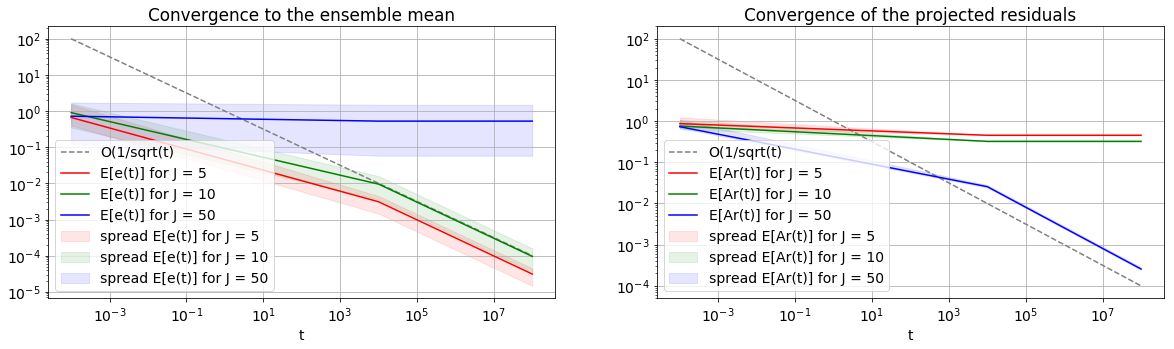 Convergence to the ensemble mean
10^2
10^1
10^0
10^-1
10^-2
10^-3
10^-4
10^-5
O(1/sqrt(t)
E[e(t)] for J = 5
E[e(t)] for J = 10
E[e(t)] for J = 50
spread E[e(t)] for J = 5
spread E[e(t)] for J = 10
spread E[e(t)] for J = 50
10^-3 10^-1 10^1 10^3 10^5 10^7
t
Convergence of the projected residuals
10^2
10^1
10^0
10^-1
10^-2
10^-3
10^-4
O(1/sqrt(t)
E[Ar(t)] for J = 5
E[Ar(t)] for J = 10
E[Ar(t)] for J = 50
spread E[Ar(t)] for J = 5
spread E[Ar(t)] for J = 10
spread E[Ar(t)] for J = 50
10^-3 10^-1 10^1 10^3 10^5 10^7
t